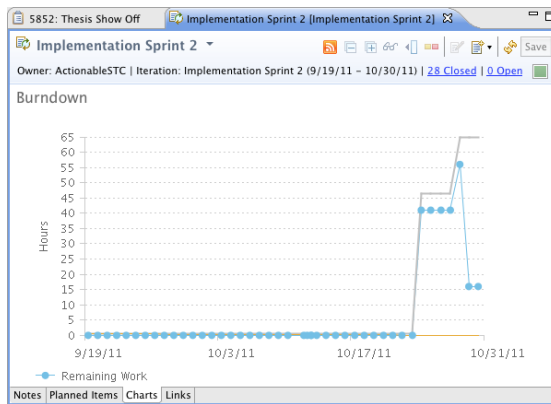 5852: Thesis Show Off
Implementation Sprint 2 [Implementation Sprint 2]
Implementation Sprint 2
Save
Owner: ActionableSTC | Iteration: Implementation Sprint 2 (9/19/11 - 10/30/11) | 28 Closed | 0 Open
Burndown
65
60
55
50
45
40
35
30
25
20
15
10
5
0
Hours
9/19/11 10/3/11 10/17/11 10/31/11
Remaining Work
Notes Planned Items Charts Links